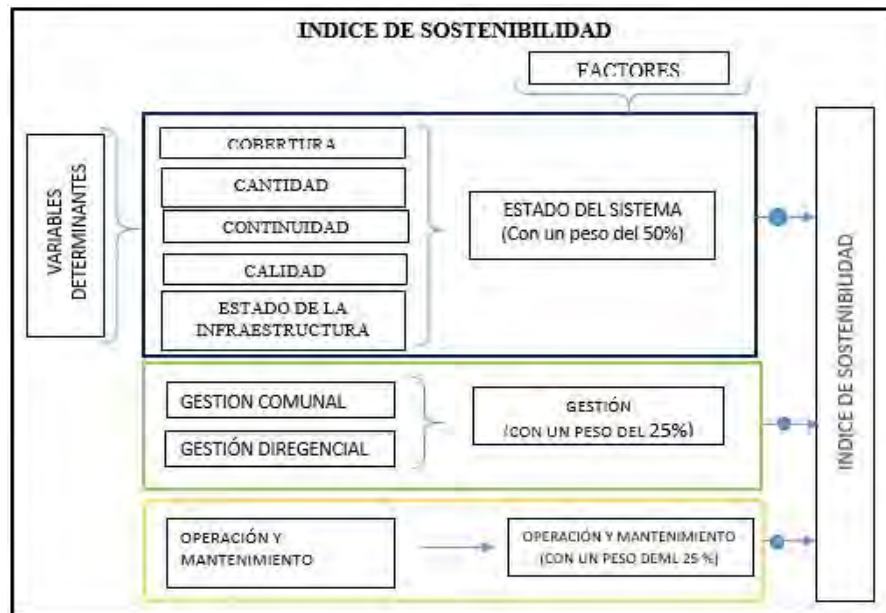 INDICE DE SOSTENIBILIDAD
FACTORES
VARIABLES
DETERMINANTES
COBERTURA
CANTIDAD
CONTINUIDAD
CALIDAD
ESTADO DE LA
INFRAESTRUCTURA
ESTADO DEL SISTEMA
(Con un peso del 50%)
GESTION COMUNAL
GESTIÓN DIREGENCIAL
GESTIÓN
(CON UN PESO DEL 25%)
OPERACIÓN Y
MANTENIMIENTO
OPERACIÓN Y MANTENIMIENTO
(CON UN PESO DEML 25 %)
INDICE DE SOSTENIBILIDAD